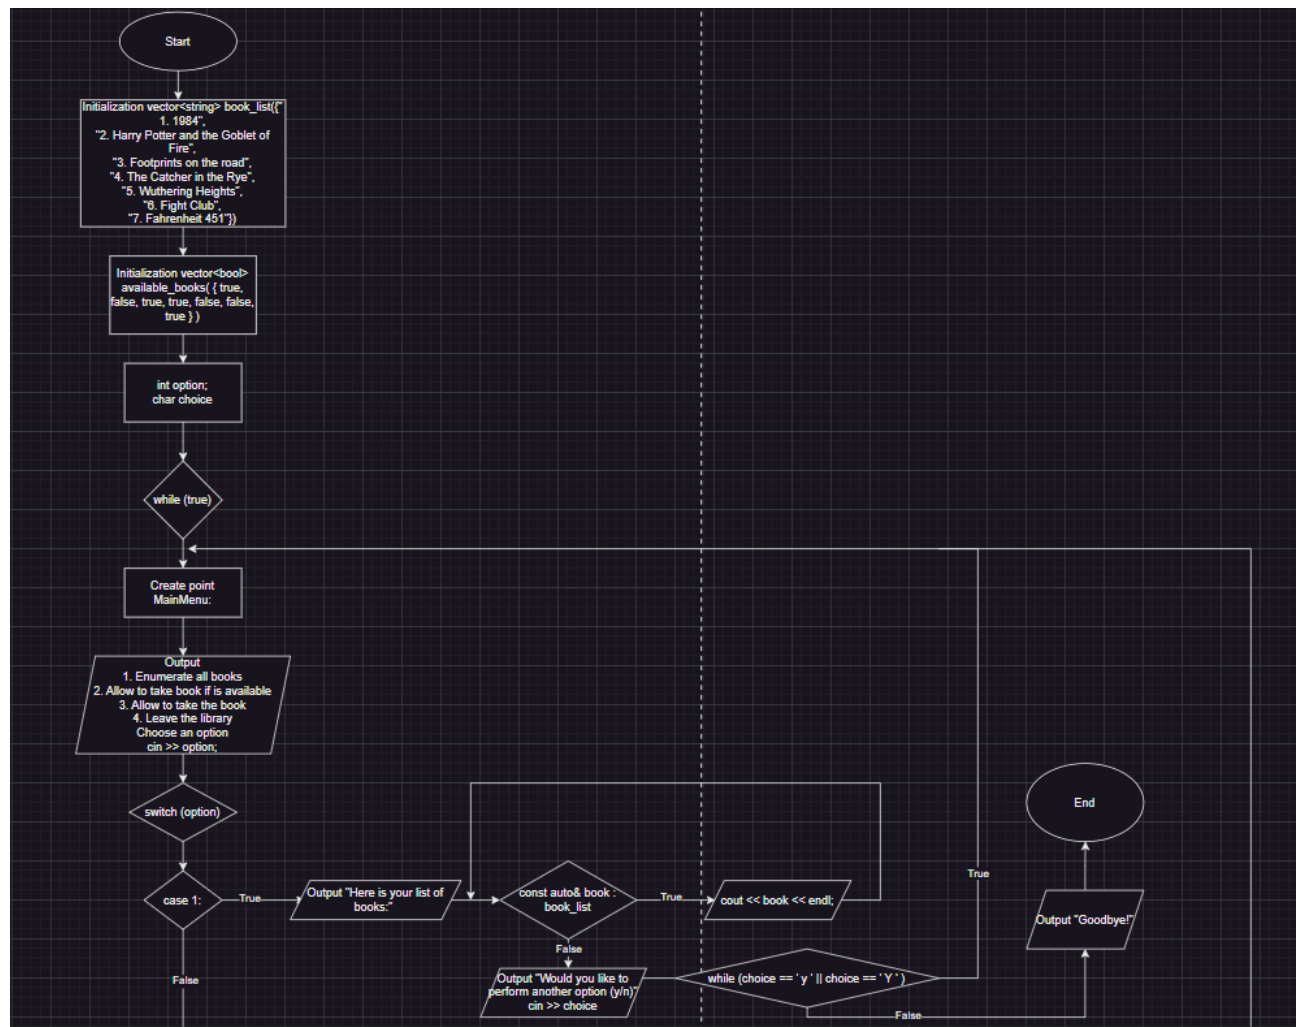 Start
Initialization vector<string> book_list({"
1. 1984",
"2. Harry Potter and the Goblet of
Fire",
"3. Footprints on the road",
"4. The Catcher in the Rye",
"5. Wuthering Heights",
"6. Fight Club",
"7. Fahrenheit 451"})
Initialization vector<bool>
available_books( { true,
false, true, true, false, false,
true } )
int option;
char choice
while (true)
Create point
MainMenu:
Output
1. Enumerate all books
2. Allow to take book if is available
3. Allow to take the book
4. Leave the library
Choose an option
cin >> option;
switch (option)
case 1:
True
Output "Here is your list of
books:"
const auto& book :
book_list
True
cout << book << endl;
False
Output "Would you like to
perform another option (y/n)"
cin >> choice
while (choice == ' y ' || choice == ' Y ' )
True
False
Output "Goodbye!"
End
False